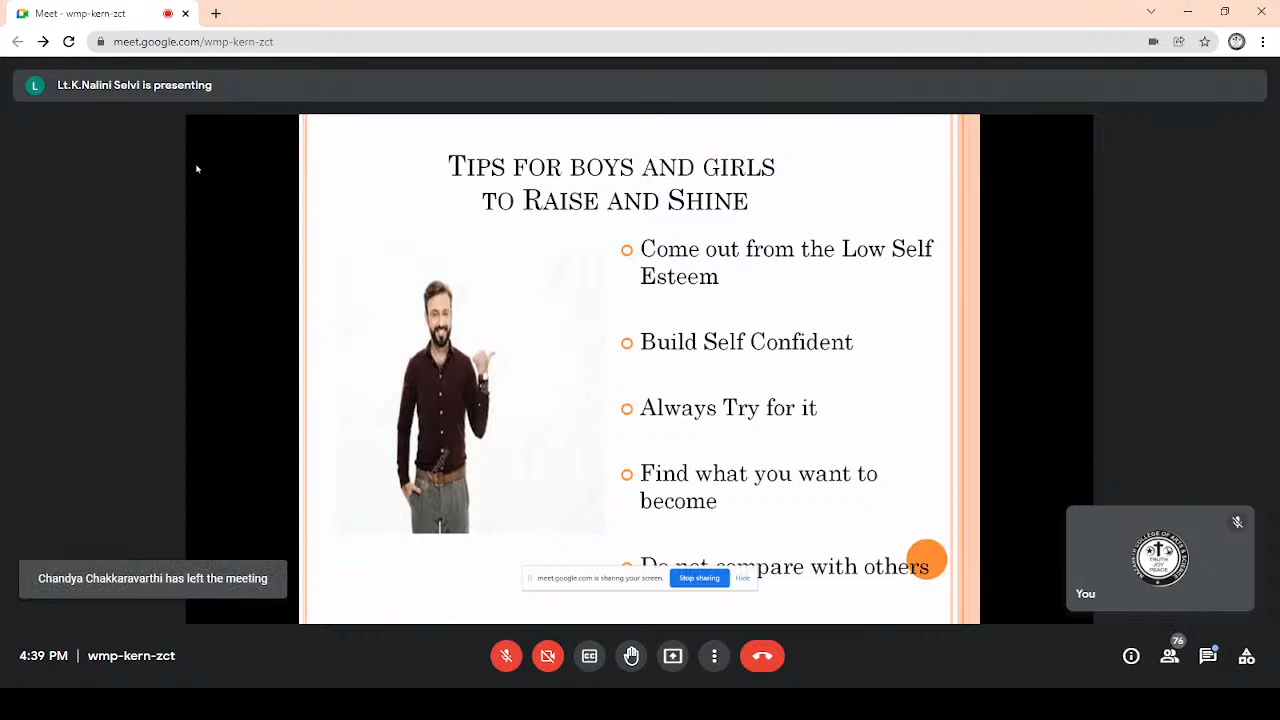 Meet - wmp-kern-zct
meet.google.com/wmp-kern-zct
L
Lt.K.Nalini Selvi is presenting
TIPS FOR BOYS AND GIRLS
TO RAISE AND SHINE
Come out from the Low Self
Esteem
Build Self Confident
Always Try for it
Find what you want to
become
Do not compare with others
meet.google.com is sharing your screen.
Stop sharing
Hide
Chandya Chakkaravarthi has left the meeting
TRUTH
JOY
PEACE
You
4:39 PM | wmp-kern-zct
76